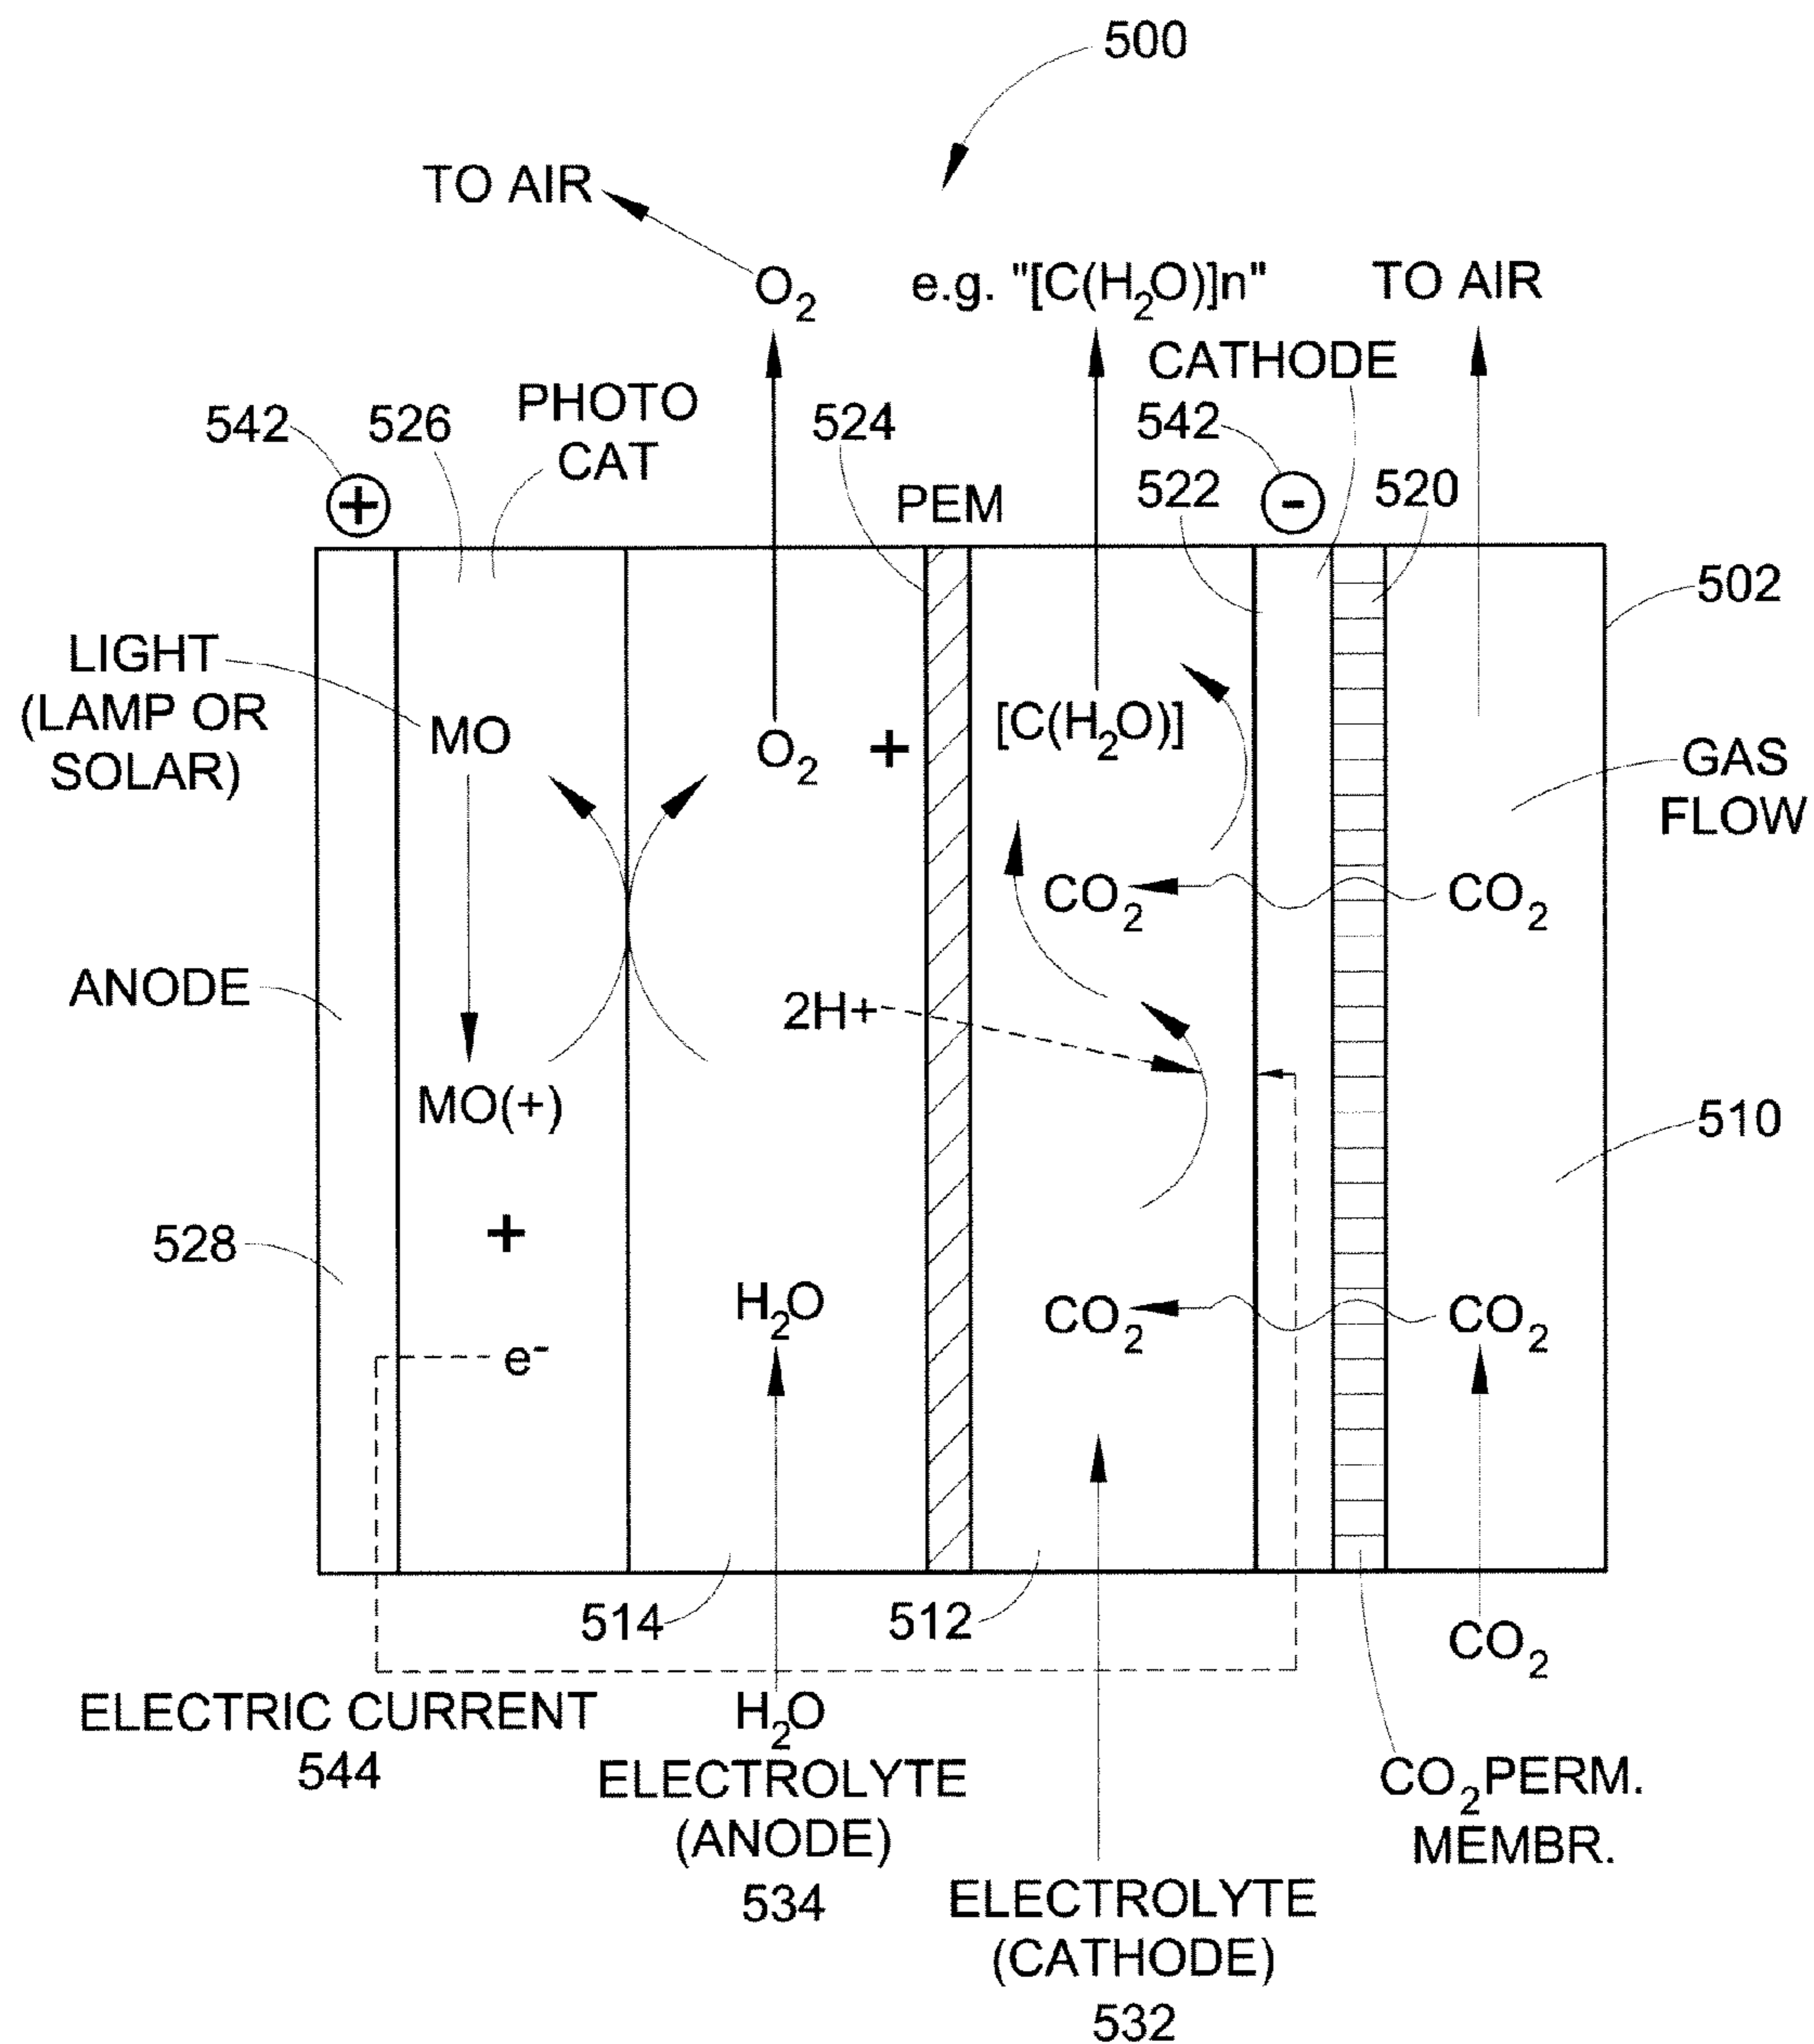 500
TO AIR
O₂
e.g. "[C(H₂O)]n"
TO AIR
CATHODE
PHOTO
CAT
542
526
524
542
PEM
522
520
+
-
502
LIGHT
(LAMP OR
SOLAR)
MO
O₂
+
[C(H₂O)]
GAS
FLOW
CO₂
CO₂
ANODE
2H+
MO(+)
510
528
+
H₂O
CO₂
CO₂
e⁻
514
512
CO₂
ELECTRIC CURRENT
544
H₂O
ELECTROLYTE
(ANODE)
534
CO₂PERM.
MEMBR.
ELECTROLYTE
(CATHODE)
532